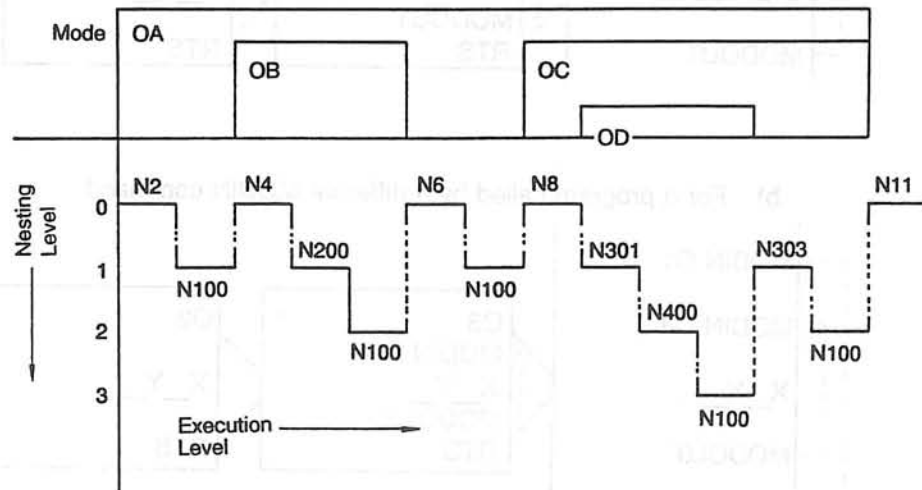 Mode
OA
OB
OC
OD
N2
N4
N6
N8
N11
0
Nesting
Level
N200
N301
N303
1
N100
N100
N400
2
N100
N100
3
N100
Execution
Level